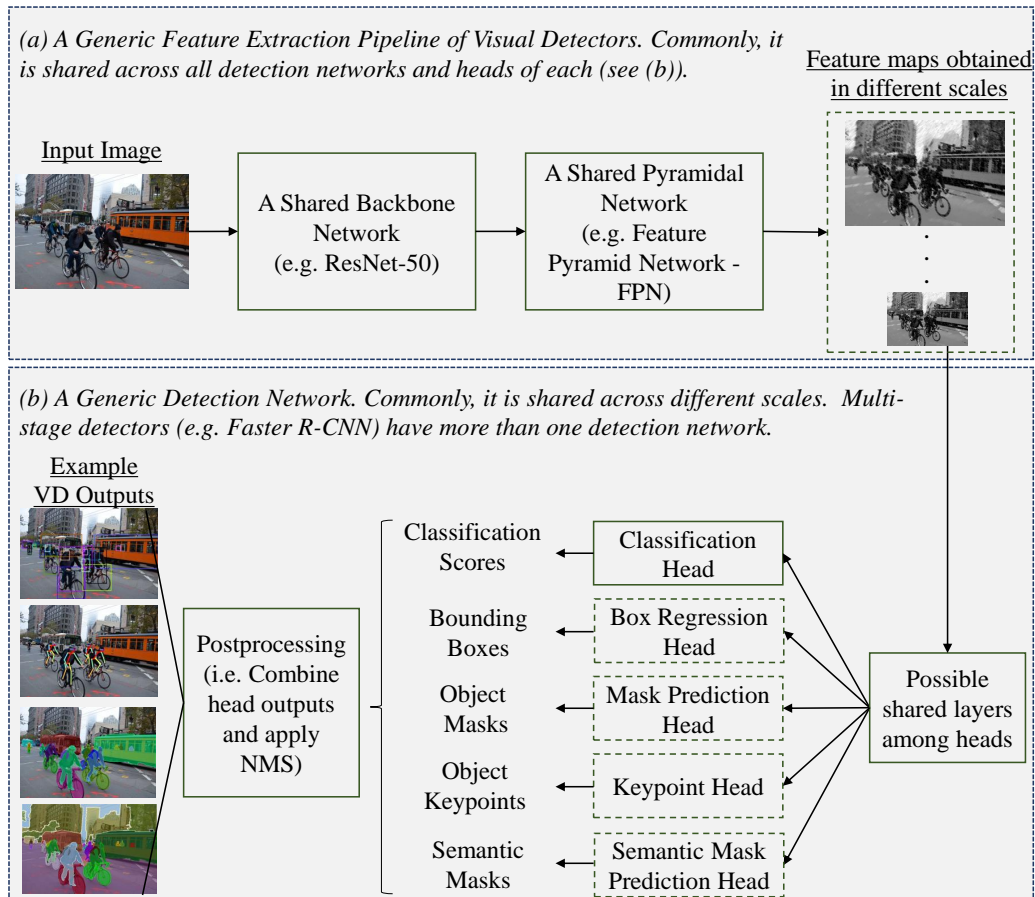 (a) A Generic Feature Extraction Pipeline of Visual Detectors. Commonly, it
is shared across all detection networks and heads of each (see (b)).
Feature maps obtained
in different scales
Input Image
A Shared Backbone
Network
(e.g. ResNet-50)
A Shared Pyramidal
Network
(e.g. Feature
Pyramid Network -
FPN)
(b) A Generic Detection Network. Commonly, it is shared across different scales.  Multi-
stage detectors (e.g. Faster R-CNN) have more than one detection network.
Example
VD Outputs
Postprocessing
(i.e. Combine
head outputs
and apply
NMS)
Classification
Scores
Bounding
Boxes
Object
Masks
Object
Keypoints
Semantic
Masks
Classification
Head
Box Regression
Head
Mask Prediction
Head
Keypoint Head
Semantic Mask
Prediction Head
Possible
shared layers
among heads